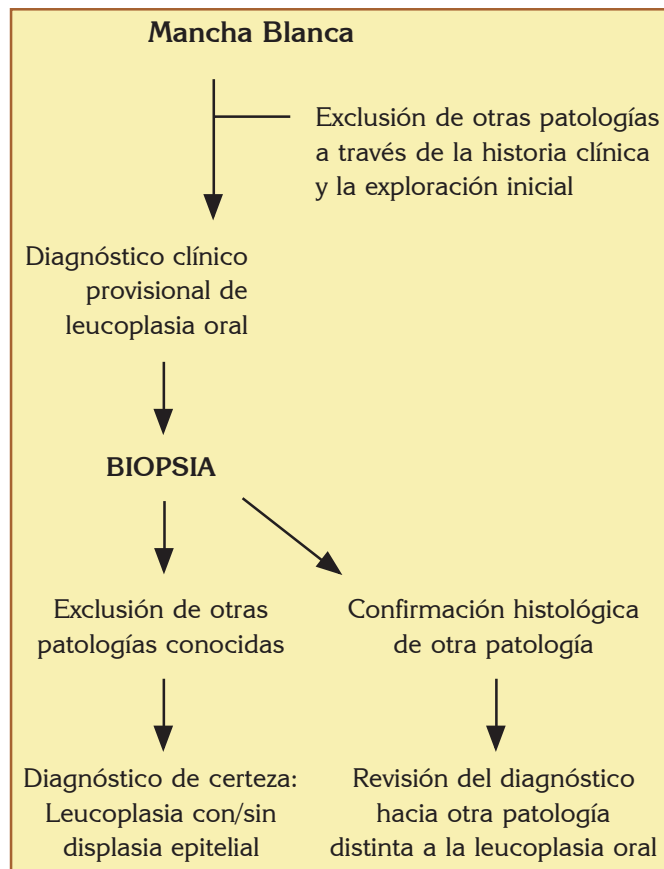 Mancha Blanca
Exclusión de otras patologías
a través de la historia clínica
y la exploración inicial
Diagnóstico clínico
provisional de
leucoplasia oral
BIOPSIA
Exclusión de otras
patologías conocidas
Confirmación histológica
de otra patología
Diagnóstico de certeza:
Leucoplasia con/sin
displasia epitelial
Revisión del diagnóstico
hacia otra patología
distinta a la leucoplasia oral